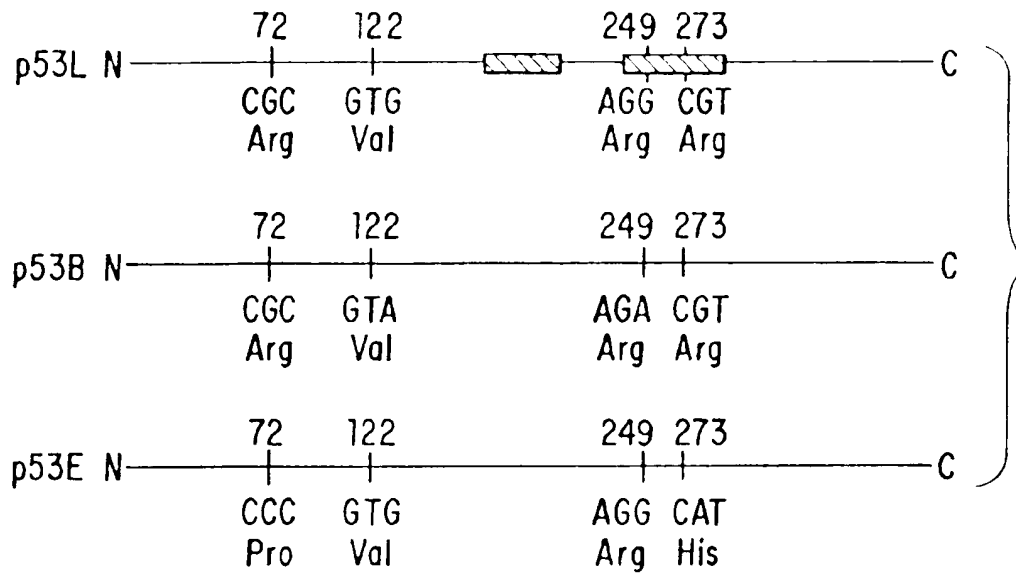 72 122 249 273
p53L N C
CGC GTG AGG CGT
Arg Val Arg Arg
72 122 249 273
p53B N C
CGC GTA AGA CGT
Arg Val Arg Arg
72 122 249 273
p53E N C
CCC GTG AGG CAT
Pro Val Arg His